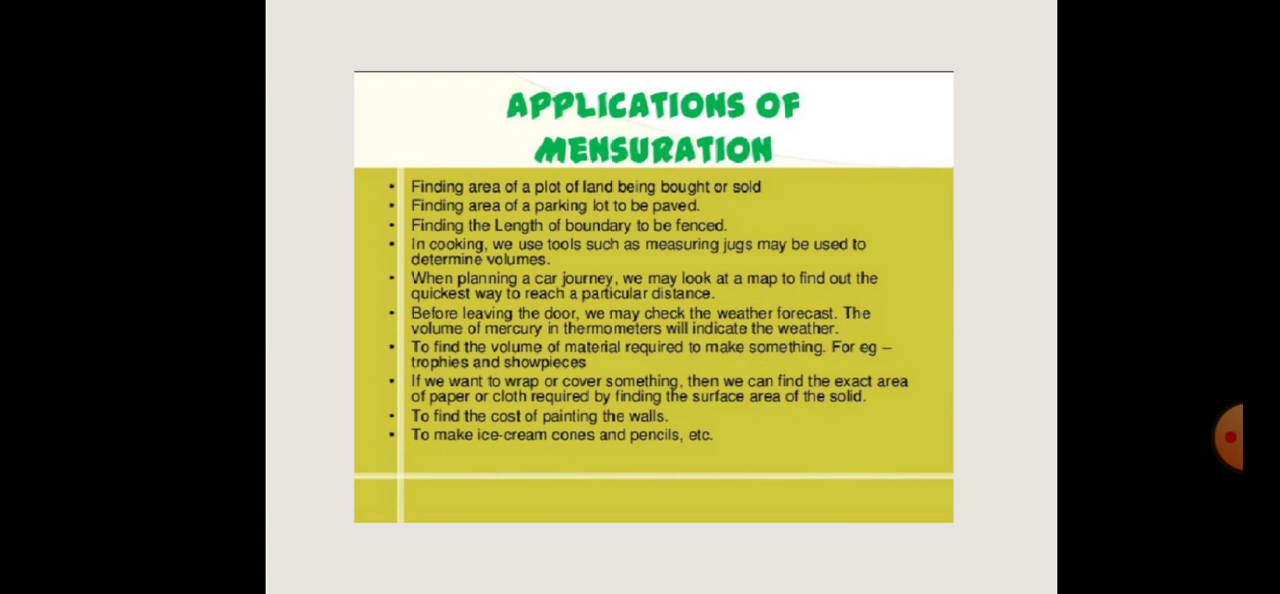 APPLICATIONS OF
MENSURATION
• Finding area of a plot of land being bought or sold
• Finding area of a parking lot to be paved.
• Finding the Length of boundary to be fenced.
• In cooking, we use tools such as measuring jugs may be used to
determine volumes.
• When planning a car journey, we may look at a map to find out the
quickest way to reach a particular distance.
• Before leaving the door, we may check the weather forecast. The
volume of mercury in thermometers will indicate the weather.
• To find the volume of material required to make something. For eg –
trophies and showpieces
• If we want to wrap or cover something, then we can find the exact area
of paper or cloth required by finding the surface area of the solid.
• To find the cost of painting the walls.
• To make ice-cream cones and pencils, etc.